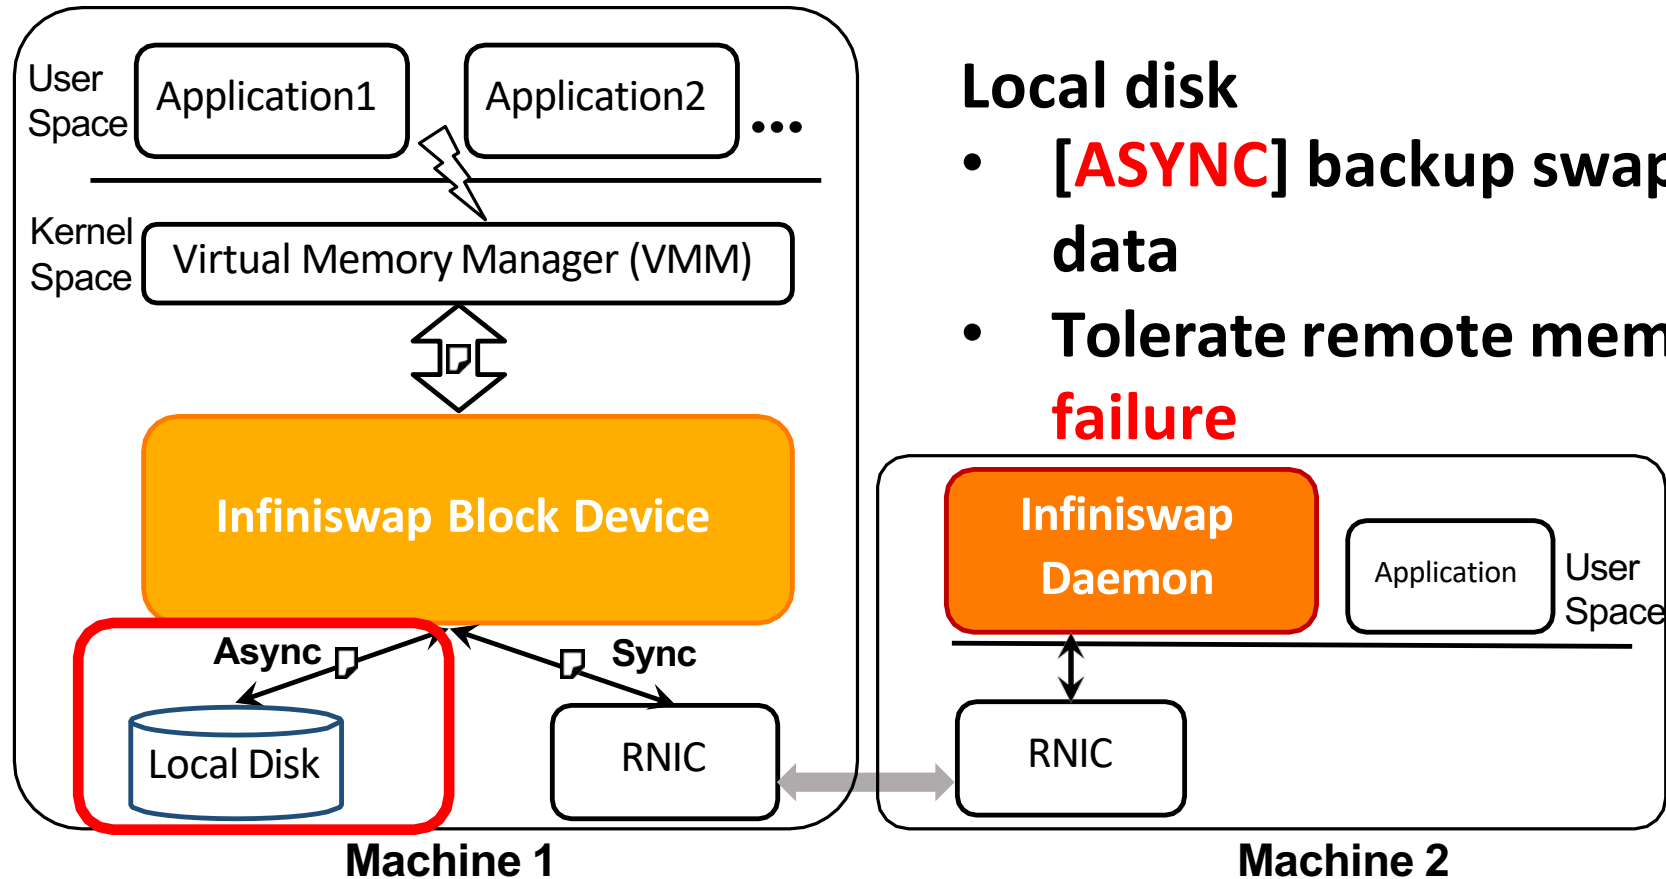 User
Space
Application1
Application2
...
Kernel
Space
Virtual Memory Manager (VMM)
Infiniswap Block Device
Async
Sync
Local Disk
RNIC
Machine 1
Local disk
• [ASYNC] backup swap
data
• Tolerate remote mem
failure
Infiniswap
Daemon
Application
User
Space
RNIC
Machine 2